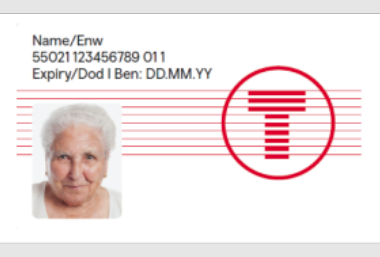 Name/Enw
55021 123456789 011
Expiry/Dod I Ben: DD.MM.YY
T